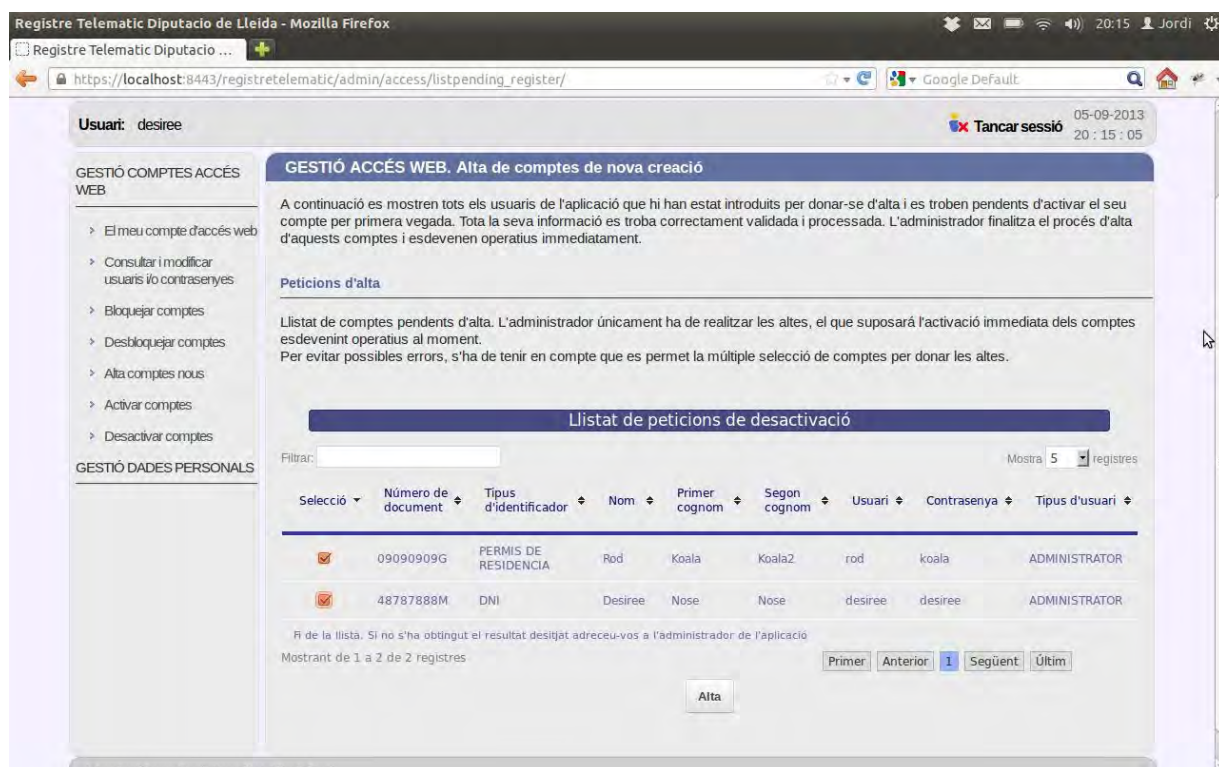 Registre Telematic Diputacio de Lleida - Mozilla Firefox
20:15 Jordi
Registre Telematic Diputacio ...
https://localhost:8443/registretelematic/admin/access/listpending_register/
Google Default
Usuari: desiree
Tancar sessió
05-09-2013
20 : 15 : 05
GESTIÓ COMPTES ACCÉS
WEB
El meu compte d'accés web
Consultar i modificar
usuaris i/o contrasenyes
Bloquejar comptes
Desbloquejar comptes
Alta comptes nous
Activar comptes
Desactivar comptes
GESTIÓ DADES PERSONALS
GESTIÓ ACCÉS WEB. Alta de comptes de nova creació
A continuació es mostren tots els usuaris de l'aplicació que hi han estat introduits per donar-se d'alta i es troben pendents d'activar el seu
compte per primera vegada. Tota la seva informació es troba correctament validada i processada. L'administrador finalitza el procés d'alta
d'aquests comptes i esdevenen operatius immediatament.
Peticions d'alta
Llistat de comptes pendents d'alta. L'administrador únicament ha de realitzar les altes, el que suposará l'activació immediata dels comptes
esdevenint operatius al moment.
Per evitar possibles errors, s'ha de tenir en compte que es permet la múltiple selecció de comptes per donar les altes.
Llistat de peticions de desactivació
Filtrar:
Mostra 5 registres
Selecció Número de document Tipus d'identificador Nom Primer cognom Segon cognom Usuari Contrasenya Tipus d'usuari
09090909G PERMIS DE RESIDENCIA Rod Koala Koala2 rod koala ADMINISTRATOR
48787888M DNI Desiree Nose Nose desiree desiree ADMINISTRATOR
Fi de la llista. Si no s'ha obtingut el resultat desitjat adreceu-vos a l'administrador de l'aplicació
Mostrant de 1 a 2 de 2 registres
Primer Anterior 1 Següent Últim
Alta